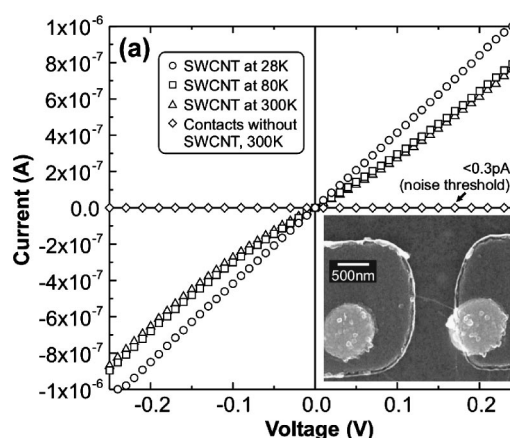 (a)
SWCNT at 28K
SWCNT at 80K
SWCNT at 300K
Contacts without
SWCNT, 300K
<0.3pA
(noise threshold)
500nm
1x10⁻⁶
8x10⁻⁷
6x10⁻⁷
4x10⁻⁷
2x10⁻⁷
0.0
-2x10⁻⁷
-4x10⁻⁷
-6x10⁻⁷
-8x10⁻⁷
-1x10⁻⁶
Current (A)
-0.2 -0.1 0.0 0.1 0.2
Voltage (V)